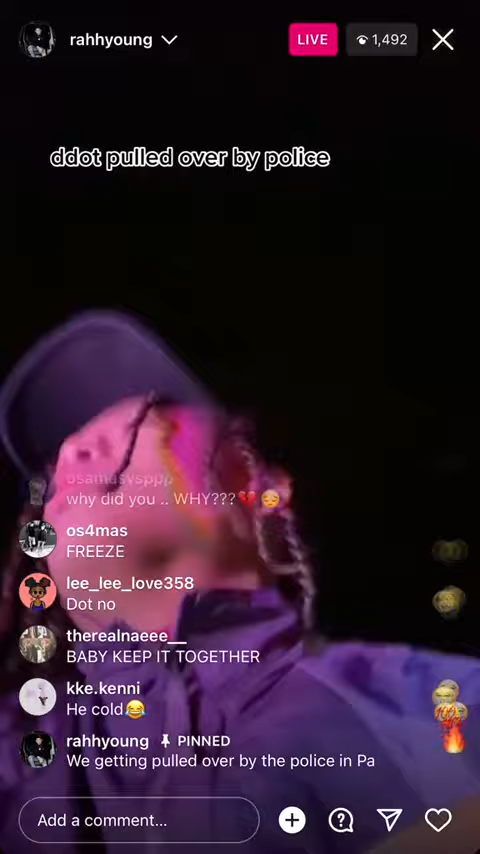 rahhyoung
LIVE
1,492
ddot pulled over by police
osamasvsppp
why did you .. WHY???💔😔
os4mas
FREEZE
lee_lee_love358
Dot no
therealnaeee__
BABY KEEP IT TOGETHER
kke.kenni
He cold😂
rahhyoung PINNED
We getting pulled over by the police in Pa
Add a comment...